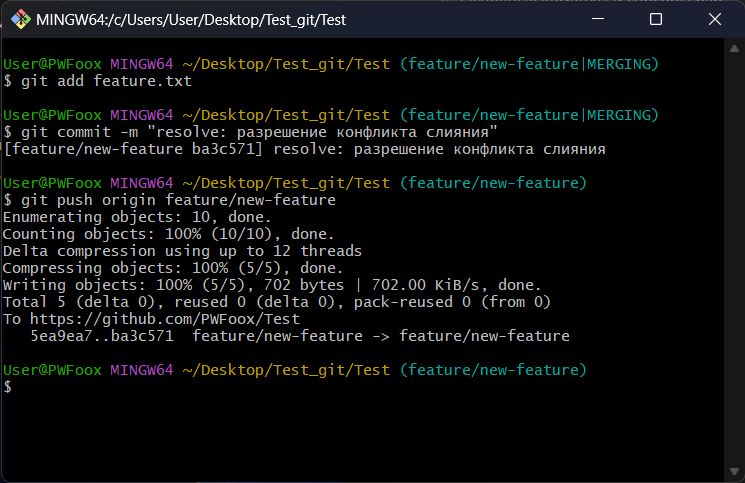 MINGW64:/c/Users/User/Desktop/Test_git/Test
User@PWFoox MINGW64 ~/Desktop/Test_git/Test (feature/new-feature|MERGING)
$ git add feature.txt
User@PWFoox MINGW64 ~/Desktop/Test_git/Test (feature/new-feature|MERGING)
$ git commit -m "resolve: разрешение конфликта слияния"
[feature/new-feature ba3c571] resolve: разрешение конфликта слияния
User@PWFoox MINGW64 ~/Desktop/Test_git/Test (feature/new-feature)
$ git push origin feature/new-feature
Enumerating objects: 10, done.
Counting objects: 100% (10/10), done.
Delta compression using up to 12 threads
Compressing objects: 100% (5/5), done.
Writing objects: 100% (5/5), 702 bytes | 702.00 KiB/s, done.
Total 5 (delta 0), reused 0 (delta 0), pack-reused 0 (from 0)
To https://github.com/PWFoox/Test
   5ea9ea7..ba3c571  feature/new-feature -> feature/new-feature
User@PWFoox MINGW64 ~/Desktop/Test_git/Test (feature/new-feature)
$